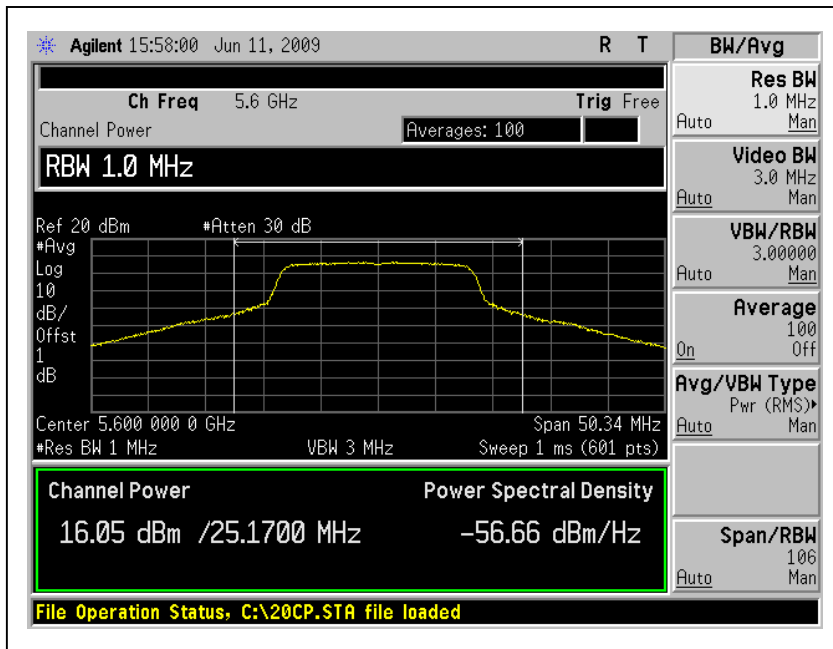 Agilent 15:58:00 Jun 11, 2009 R T
Ch Freq 5.6 GHz Trig Free
Channel Power Averages: 100
RBW 1.0 MHz
Ref 20 dBm #Atten 30 dB
#Avg
Log
10
dB/
Offst
1
dB
Center 5.600 000 0 GHz Span 50.34 MHz
#Res BW 1 MHz VBW 3 MHz Sweep 1 ms (601 pts)
Channel Power Power Spectral Density
16.05 dBm /25.1700 MHz -56.66 dBm/Hz
File Operation Status, C:\20CP.STA file loaded
BW/Avg
Res BW
1.0 MHz
Auto Man
Video BW
3.0 MHz
Auto Man
VBW/RBW
3.00000
Auto Man
Average
100
On Off
Avg/VBW Type
Pwr (RMS)▸
Auto Man
Span/RBW
106
Auto Man